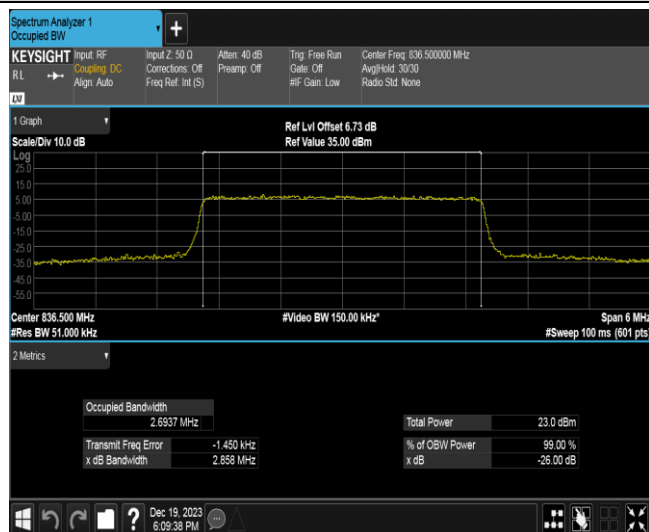 Spectrum Analyzer 1
Occupied BW
+
KEYSIGHT
RL
LXI
Input: RF
Coupling: DC
Align: Auto
Input Z: 50 Ω
Corrections: Off
Freq Ref: Int (S)
Atten: 40 dB
Preamp: Off
Trig: Free Run
Gate: Off
#IF Gain: Low
Center Freq: 836.500000 MHz
Avg|Hold: 30/30
Radio Std: None
1 Graph
Scale/Div 10.0 dB
Ref Lvl Offset 6.73 dB
Ref Value 35.00 dBm
Log
25.0
15.0
5.00
-5.00
-15.0
-25.0
-35.0
-45.0
-55.0
Center 836.500 MHz
#Video BW 150.00 kHz*
Span 6 MHz
#Res BW 51.000 kHz
#Sweep 100 ms (601 pts)
2 Metrics
Occupied Bandwidth
2.6937 MHz
Total Power 23.0 dBm
Transmit Freq Error -1.450 kHz
% of OBW Power 99.00 %
x dB Bandwidth 2.858 MHz
x dB -26.00 dB
?
Dec 19, 2023
6:09:38 PM